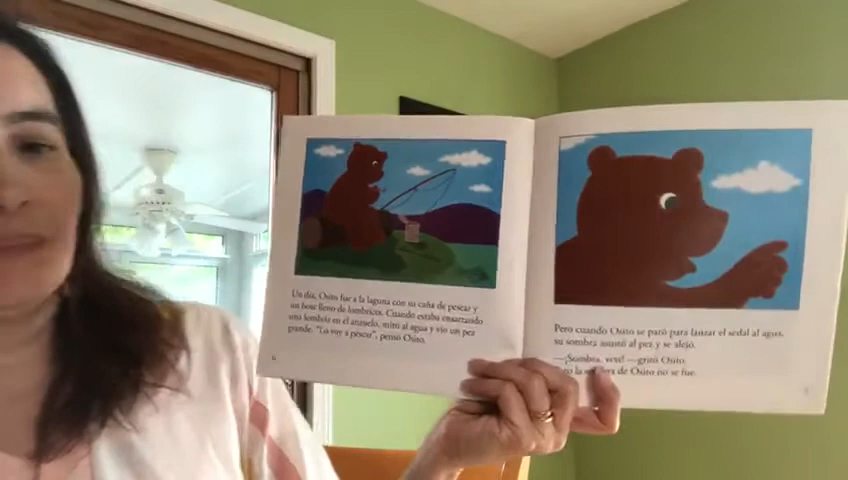 Un día, Osito fue a la laguna con su caña de pescar y
un bote lleno de lombrices. Cuando estaba ensartando
una lombriz en el anzuelo, miró al agua y vio un pez
grande. "Lo voy a pescar", pensó Osito.
Pero cuando Osito se paró para lanzar el sedal al agua,
su sombra asustó al pez y se alejó.
—¡Sombra, vete! —gritó Osito.
la de Osito no se fue.